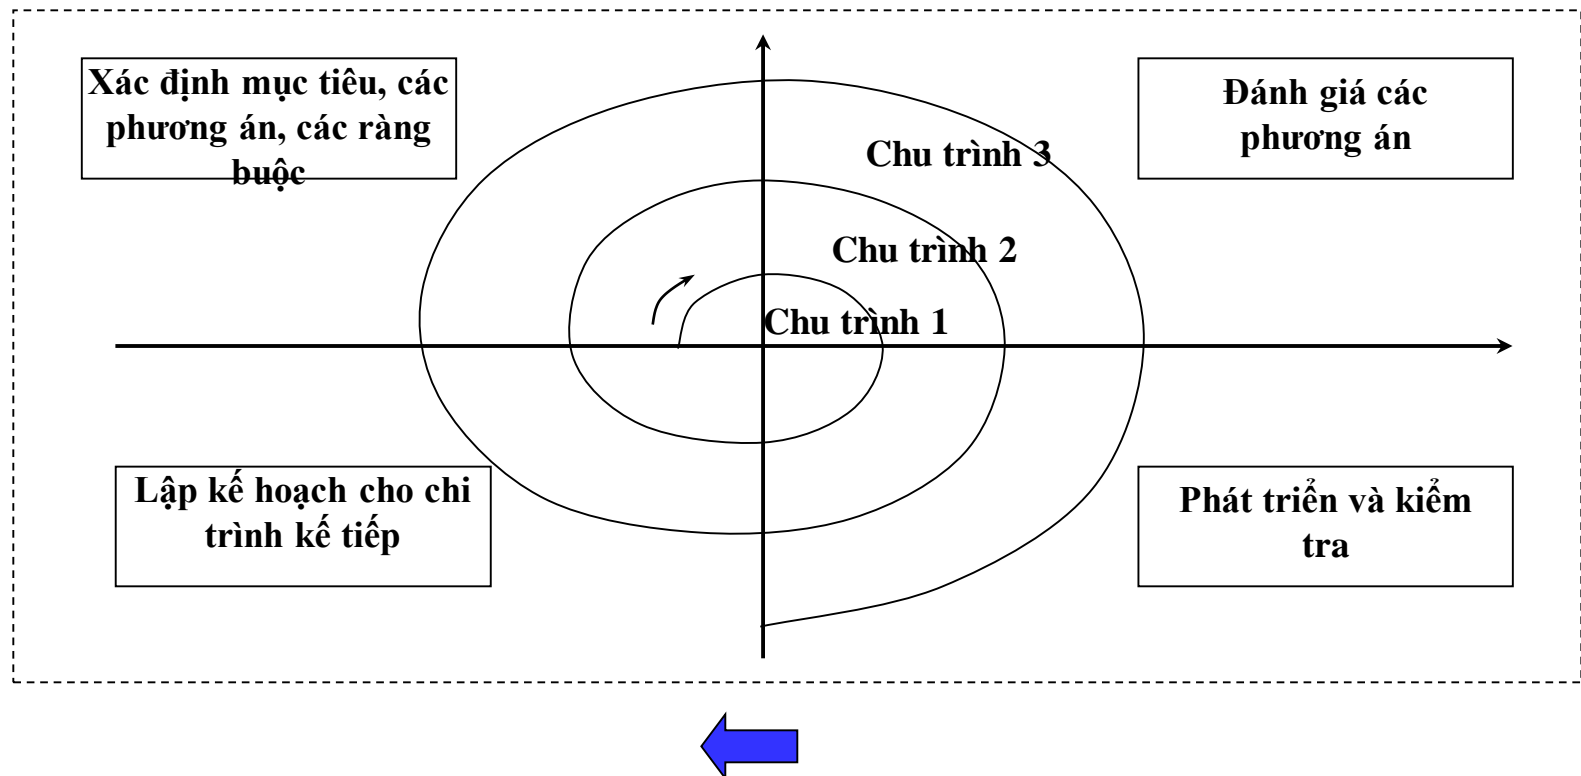 Xác định mục tiêu, các
phương án, các ràng
buộc
Đánh giá các
phương án
Chu trình 3
Chu trình 2
Chu trình 1
Lập kế hoạch cho chi
trình kế tiếp
Phát triển và kiểm
tra